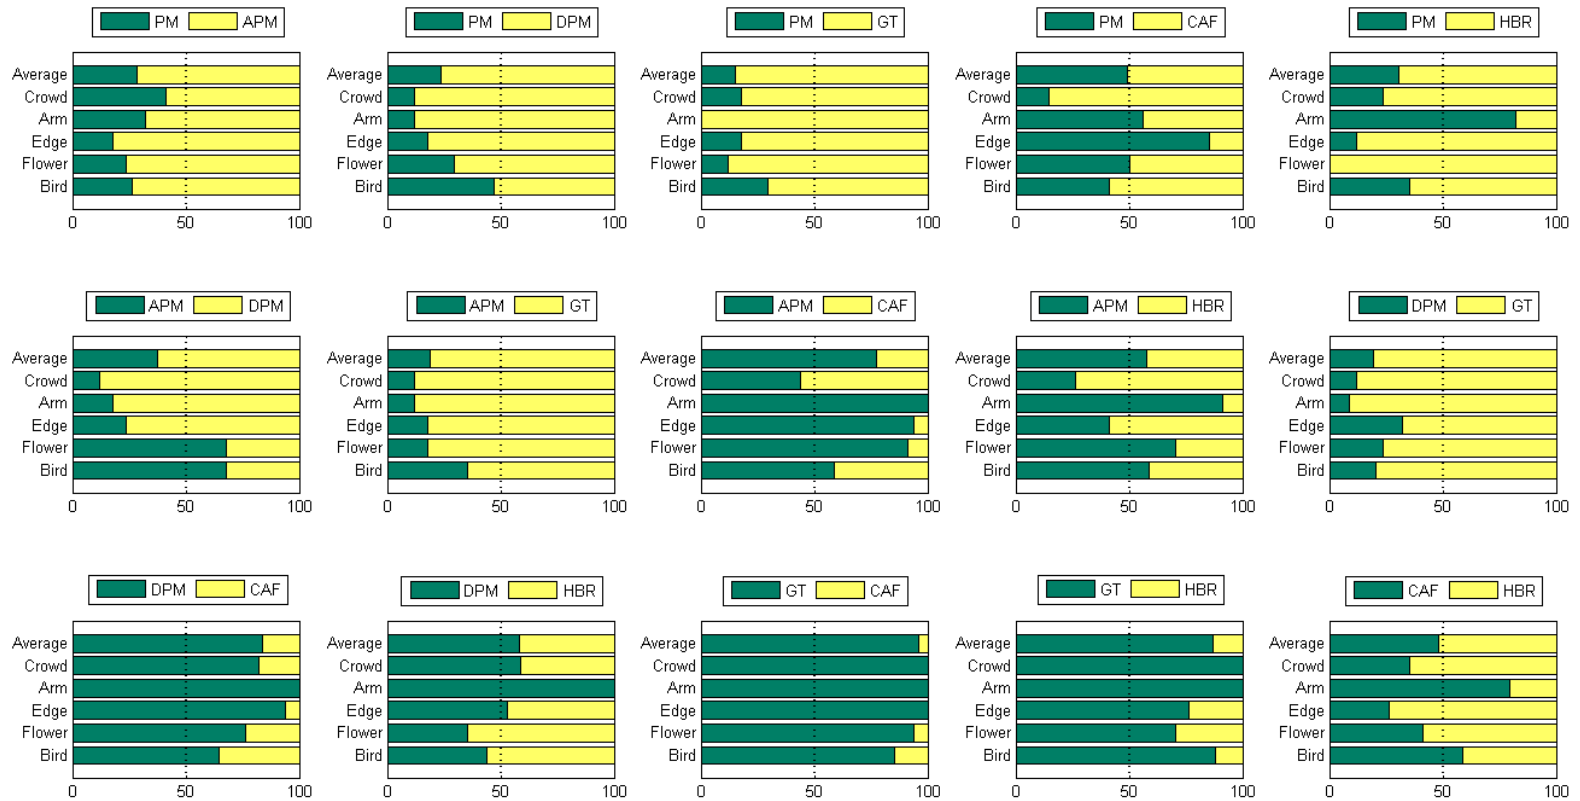 PM APM
Average
Crowd
Arm
Edge
Flower
Bird
0 50 100
PM DPM
Average
Crowd
Arm
Edge
Flower
Bird
0 50 100
PM GT
Average
Crowd
Arm
Edge
Flower
Bird
0 50 100
PM CAF
Average
Crowd
Arm
Edge
Flower
Bird
0 50 100
PM HBR
Average
Crowd
Arm
Edge
Flower
Bird
0 50 100
APM DPM
Average
Crowd
Arm
Edge
Flower
Bird
0 50 100
APM GT
Average
Crowd
Arm
Edge
Flower
Bird
0 50 100
APM CAF
Average
Crowd
Arm
Edge
Flower
Bird
0 50 100
APM HBR
Average
Crowd
Arm
Edge
Flower
Bird
0 50 100
DPM GT
Average
Crowd
Arm
Edge
Flower
Bird
0 50 100
DPM CAF
Average
Crowd
Arm
Edge
Flower
Bird
0 50 100
DPM HBR
Average
Crowd
Arm
Edge
Flower
Bird
0 50 100
GT CAF
Average
Crowd
Arm
Edge
Flower
Bird
0 50 100
GT HBR
Average
Crowd
Arm
Edge
Flower
Bird
0 50 100
CAF HBR
Average
Crowd
Arm
Edge
Flower
Bird
0 50 100